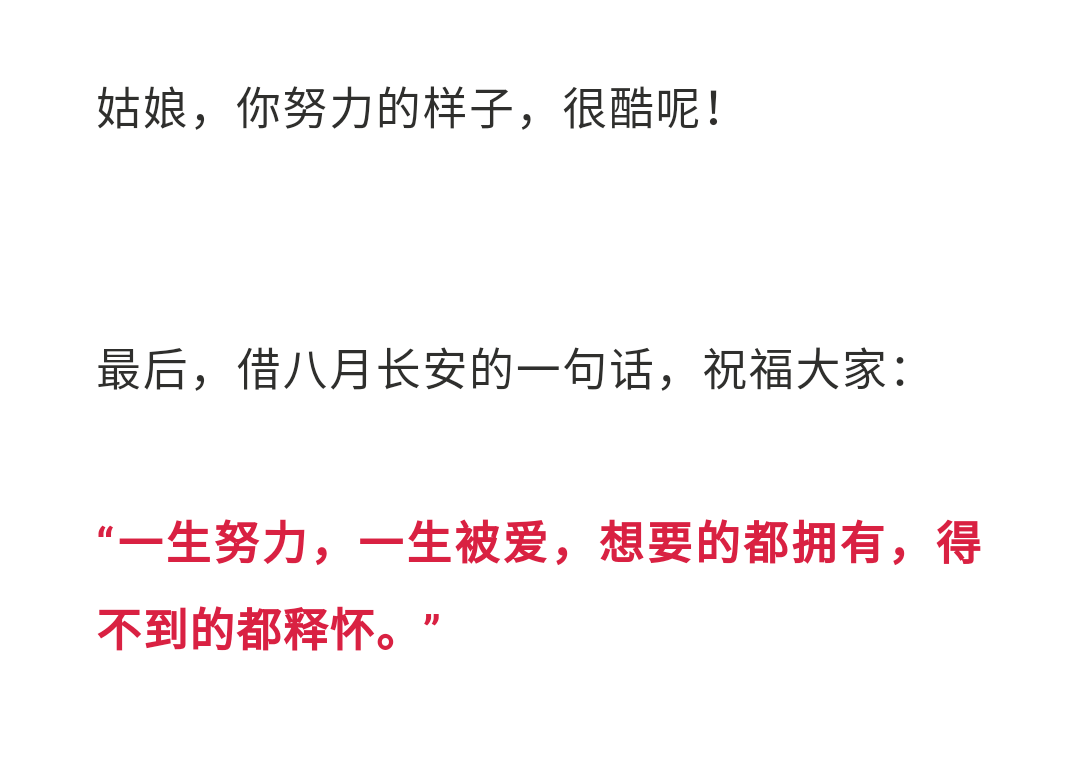 姑娘，你努力的样子，很酷呢！
最后，借八月长安的一句话，祝福大家：
“一生努力，一生被爱，想要的都拥有，得
不到的都释怀。”